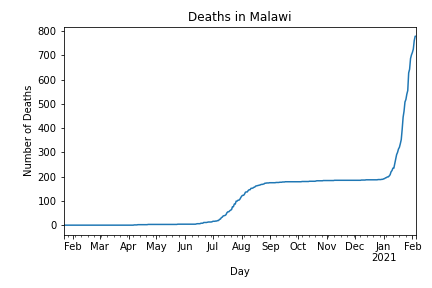 Deaths in Malawi
800
700
600
500
400
300
200
100
0
Number of Deaths
Feb Mar Apr May Jun Jul Aug Sep Oct Nov Dec Jan Feb
2021
Day